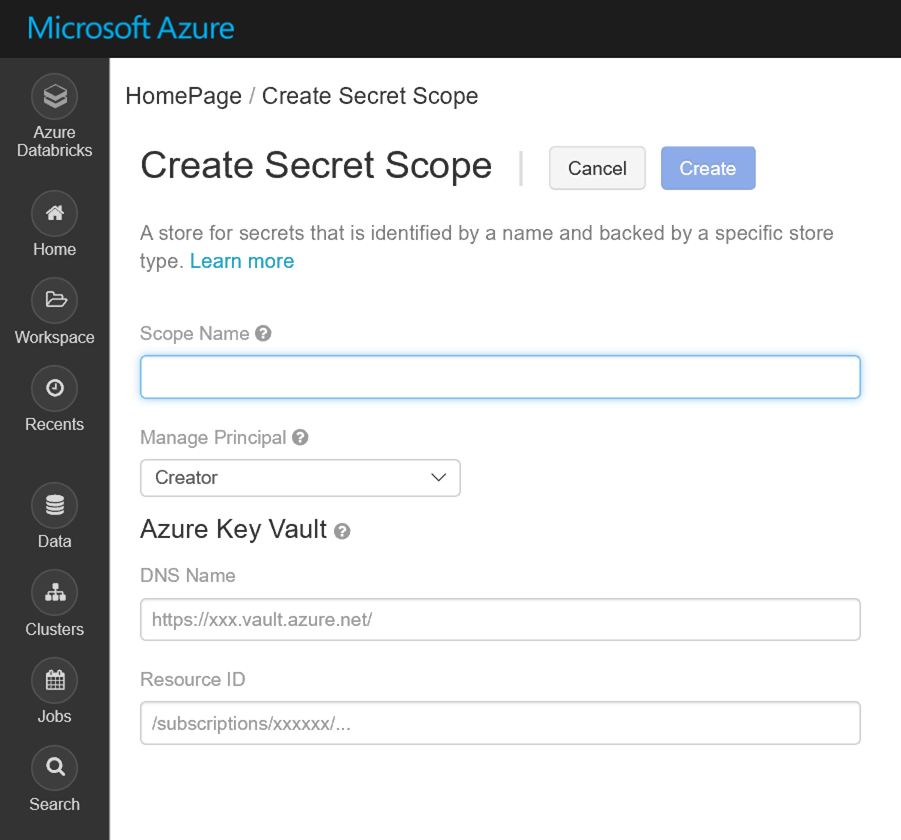 Microsoft Azure
Azure
Databricks
Home
Workspace
Recents
Data
Clusters
Jobs
Search
HomePage / Create Secret Scope
Create Secret Scope | Cancel Create
A store for secrets that is identified by a name and backed by a specific store
type. Learn more
Scope Name ?
Manage Principal ?
Creator
Azure Key Vault ?
DNS Name
https://xxx.vault.azure.net/
Resource ID
/subscriptions/xxxxxx/...